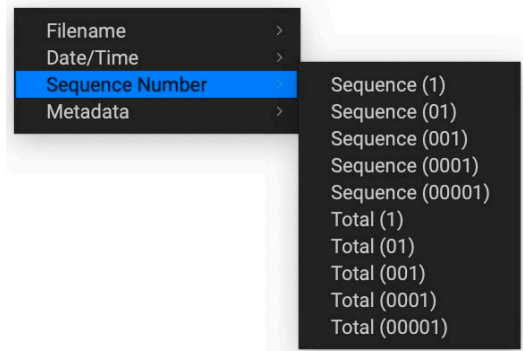 Filename
Date/Time
Sequence Number
Metadata
Sequence (1)
Sequence (01)
Sequence (001)
Sequence (0001)
Sequence (00001)
Total (1)
Total (01)
Total (001)
Total (0001)
Total (00001)